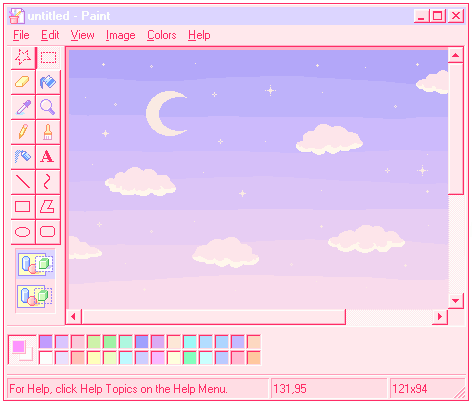 untitled - Paint
File Edit View Image Colors Help
A
For Help, click Help Topics on the Help Menu. 131,95 121x94